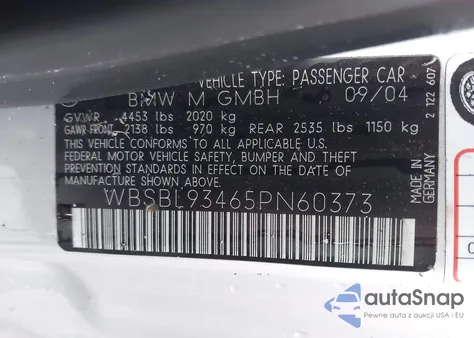 VEHICLE TYPE: PASSENGER CAR
BMW M GMBH 09/04
GVWR 4453 lbs 2020 kg
GAWR FRONT 2138 lbs 970 kg REAR 2535 lbs 1150 kg
THIS VEHICLE CONFORMS TO ALL APPLICABLE
FEDERAL MOTOR VEHICLE SAFETY, BUMPER AND THEFT
PREVENTION STANDARDS IN EFFECT ON THE
DATE OF MANUFACTURE SHOWN ABOVE.
WBSBL93465PN60373
2 122 607
MADE IN
GERMANY
autoSnap
Pewne auta z aukcji USA i EU